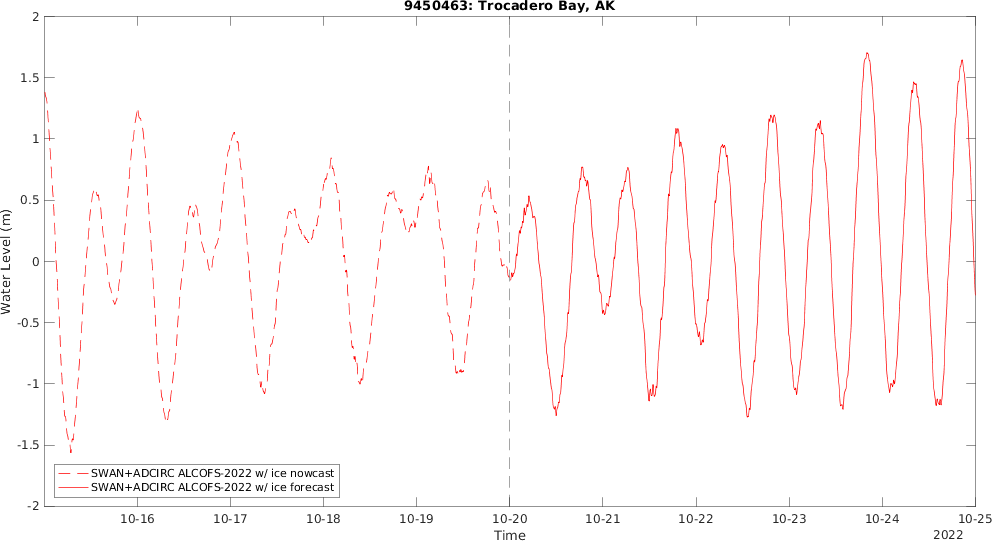 9450463: Trocadero Bay, AK
2
1.5
1
0.5
0
-0.5
-1
-1.5
-2
Water Level (m)
SWAN+ADCIRC ALCOFS-2022 w/ ice nowcast
SWAN+ADCIRC ALCOFS-2022 w/ ice forecast
10-16 10-17 10-18 10-19 10-20 10-21 10-22 10-23 10-24 10-25
Time
2022